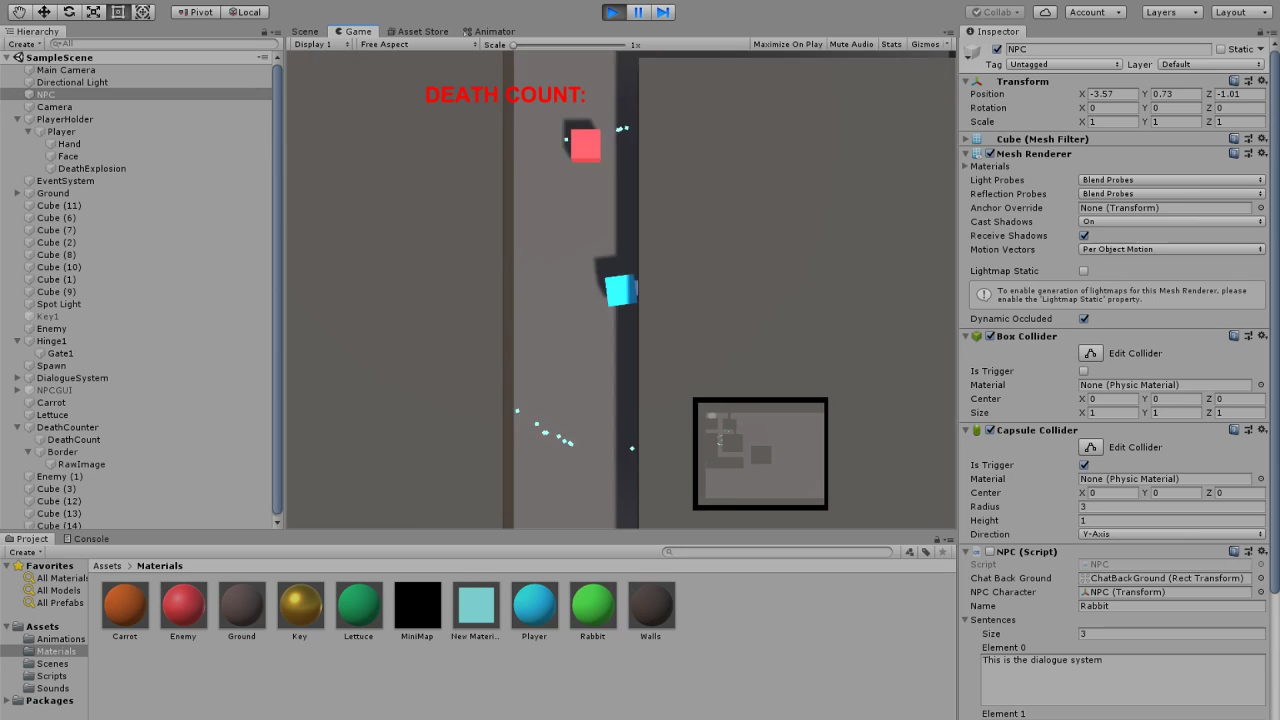 Pivot Local Collab Account Layers Layout
Hierarchy
Create All
SampleScene
Main Camera
Directional Light
NPC
Camera
PlayerHolder
Player
Hand
Face
DeathExplosion
EventSystem
Ground
Cube (11)
Cube (6)
Cube (7)
Cube (2)
Cube (8)
Cube (10)
Cube (1)
Cube (9)
Spot Light
Key1
Enemy
Hinge1
Gate1
Spawn
DialogueSystem
NPCGUI
Carrot
Lettuce
DeathCounter
DeathCount
Border
RawImage
Enemy (1)
Cube (3)
Cube (12)
Cube (13)
Cube (14)
Scene Game Asset Store Animator
Display 1 Free Aspect Scale 1x Maximize On Play Mute Audio Stats Gizmos
DEATH COUNT:
Inspector
NPC Static
Tag Untagged Layer Default
Transform
Position X -3.57 Y 0.73 Z -1.01
Rotation X 0 Y 0 Z 0
Scale X 1 Y 1 Z 1
Cube (Mesh Filter)
Mesh Renderer
Materials
Light Probes Blend Probes
Reflection Probes Blend Probes
Anchor Override None (Transform)
Cast Shadows On
Receive Shadows
Motion Vectors Per Object Motion
Lightmap Static
To enable generation of lightmaps for this Mesh Renderer, please
enable the 'Lightmap Static' property.
Dynamic Occluded
Box Collider
Edit Collider
Is Trigger
Material None (Physic Material)
Center X 0 Y 0 Z 0
Size X 1 Y 1 Z 1
Capsule Collider
Edit Collider
Is Trigger
Material None (Physic Material)
Center X 0 Y 0 Z 0
Radius 3
Height 1
Direction Y-Axis
NPC (Script)
Script NPC
Chat Back Ground ChatBackGround (Rect Transform)
NPC Character NPC (Transform)
Name Rabbit
Sentences
Size 3
Element 0
This is the dialogue system
Element 1
Project Console
Create
Favorites
All Materials
All Models
All Prefabs
Assets
Animations
Materials
Scenes
Scripts
Sounds
Packages
Assets Materials
Carrot Enemy Ground Key Lettuce MiniMap New Materi... Player Rabbit Walls